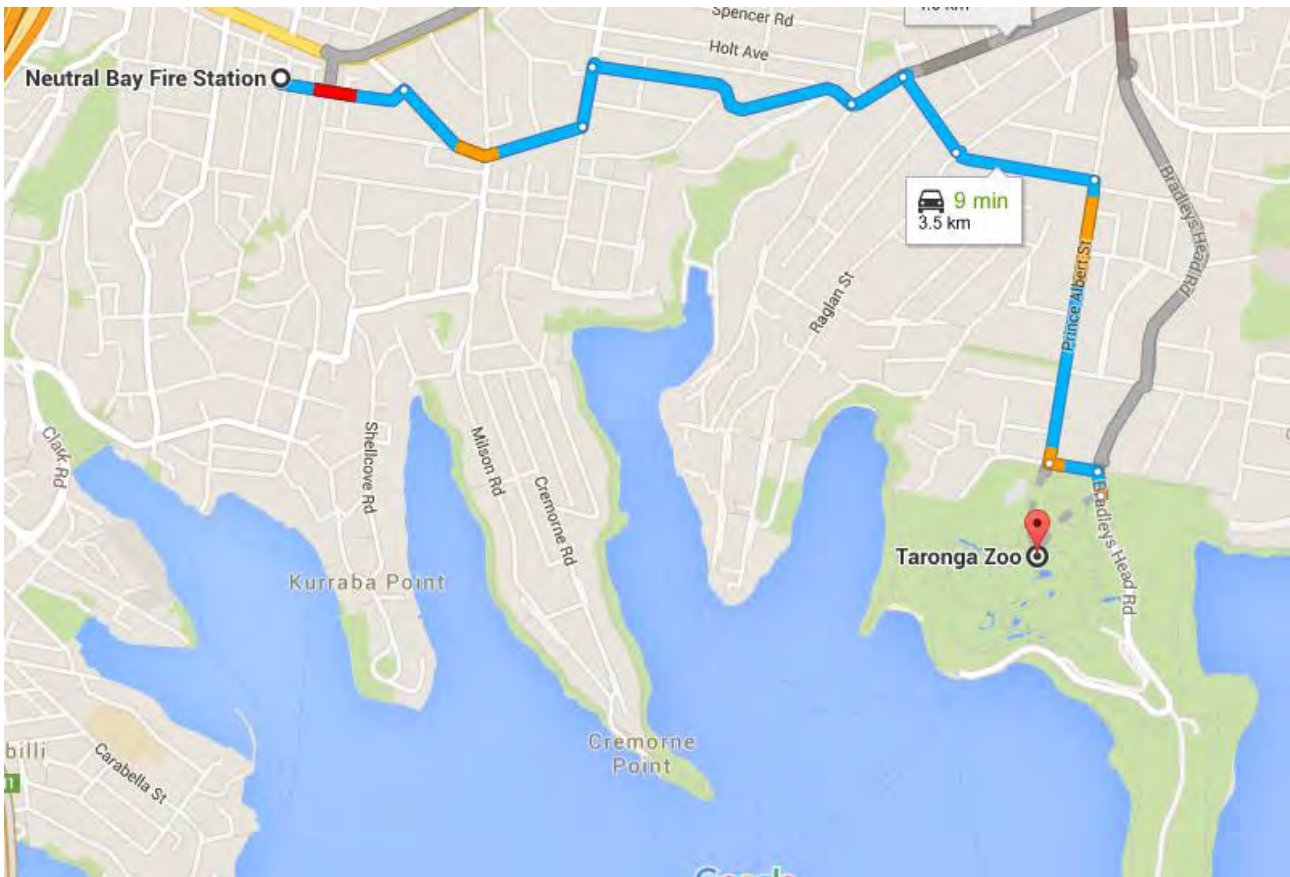 Spencer Rd
Holt Ave
Neutral Bay Fire Station
9 min
3.5 km
Bradleys Head Rd
Prince Albert St
Raglan St
Shellcove Rd
Milson Rd
Cremorne Rd
Clark Rd
Bradleys Head Rd
Taronga Zoo
Kurraba Point
Cremorne
Point
billi
Carabella St